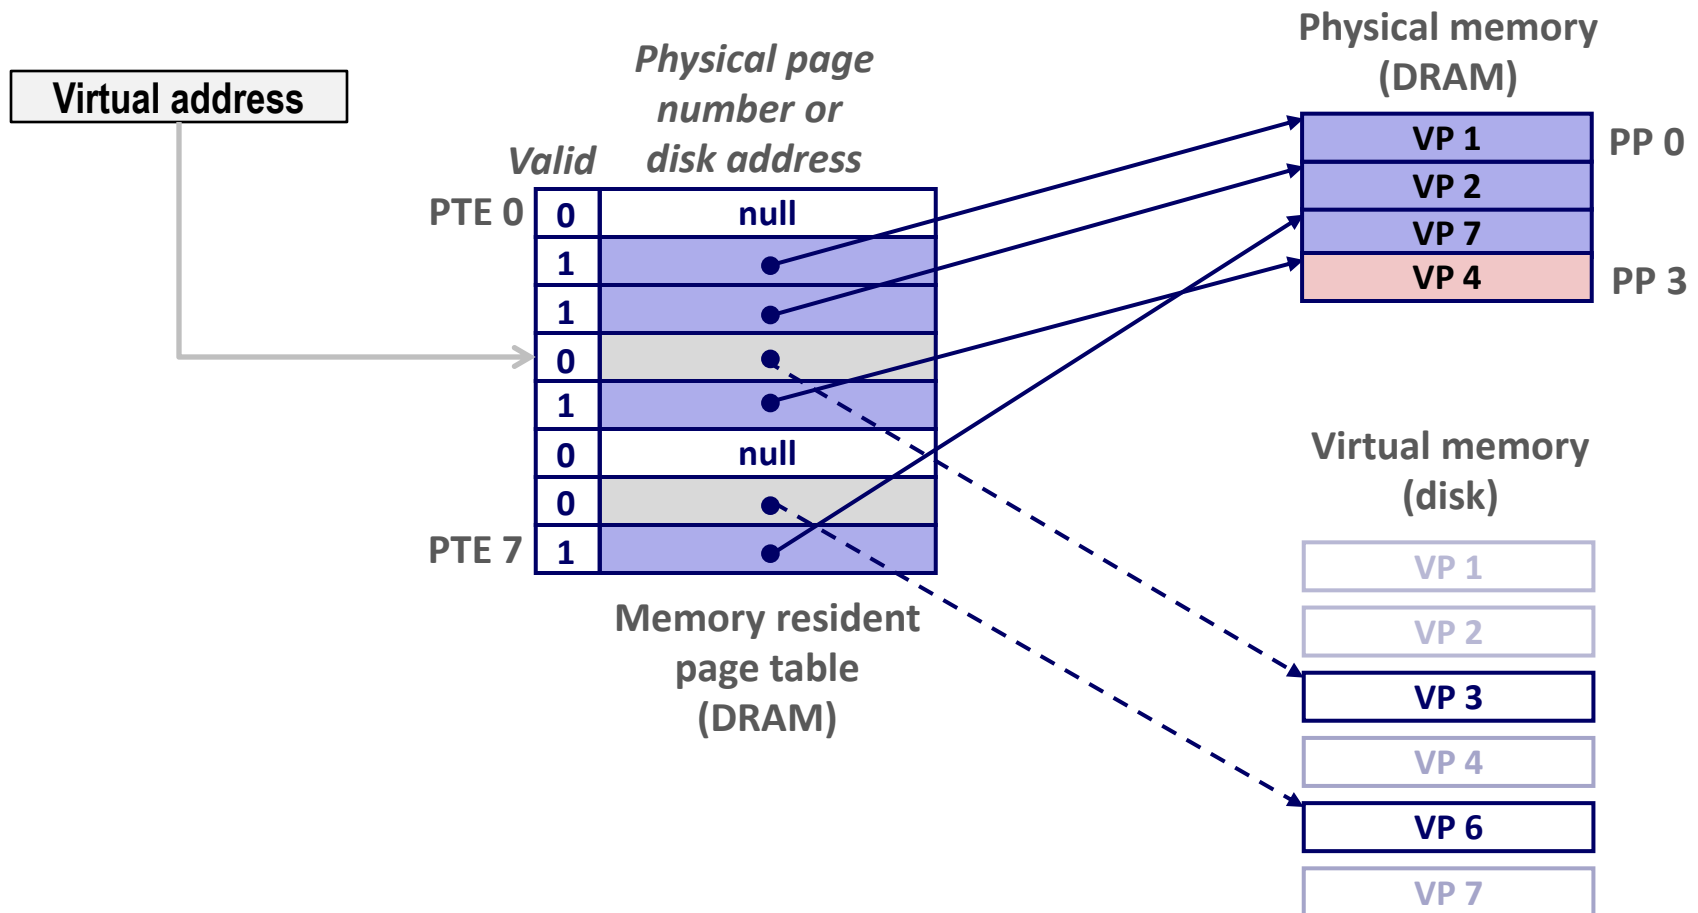 Virtual address
Physical page
number or
disk address
Valid
PTE 0
0
null
1
1
0
1
0
null
0
PTE 7
1
Memory resident
page table
(DRAM)
Physical memory
(DRAM)
VP 1
PP 0
VP 2
VP 7
VP 4
PP 3
Virtual memory
(disk)
VP 1
VP 2
VP 3
VP 4
VP 6
VP 7